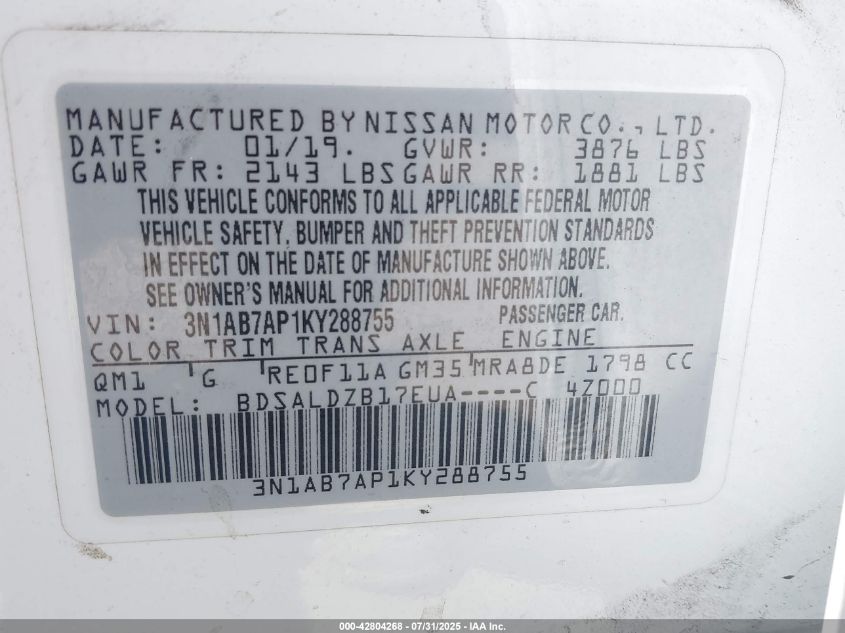 MANUFACTURED BY NISSAN MOTOR CO., LTD.
DATE: 01/19. GVWR: 3876 LBS
GAWR FR: 2143 LBS GAWR RR: 1881 LBS
THIS VEHICLE CONFORMS TO ALL APPLICABLE FEDERAL MOTOR
VEHICLE SAFETY, BUMPER AND THEFT PREVENTION STANDARDS
IN EFFECT ON THE DATE OF MANUFACTURE SHOWN ABOVE.
SEE OWNER'S MANUAL FOR ADDITIONAL INFORMATION.
VIN: 3N1AB7AP1KY288755 PASSENGER CAR.
COLOR TRIM TRANS AXLE ENGINE
QM1 G RE0F11A GM35 MRA8DE 1798 CC
MODEL: BDSALDZB17EUA----C 4Z000
3N1AB7AP1KY288755
000-42804268 - 07/31/2025 - IAA Inc.